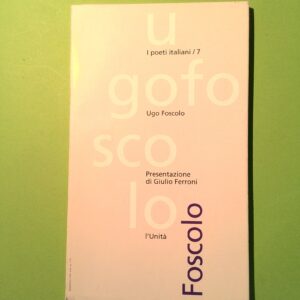 u
I poeti italiani / 7
gofo
Ugo Foscolo
sco
Presentazione
di Giulio Ferroni
lo
l'Unità
Foscolo